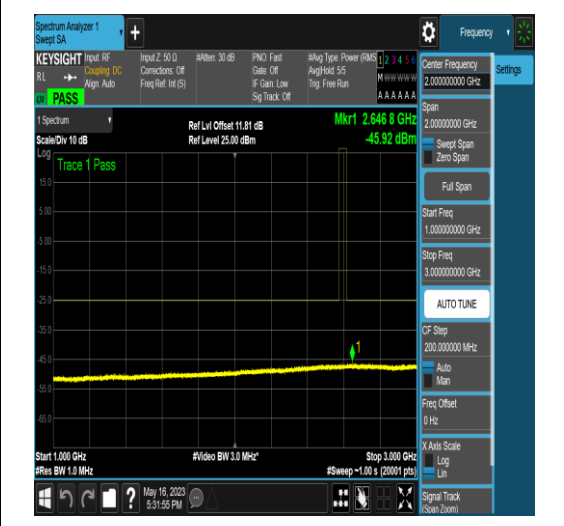 Spectrum Analyzer 1
Swept SA
Frequency
KEYSIGHT
RL
PASS
Input: RF
Coupling: DC
Align: Auto
Input Z: 50 Ω
Corrections: Off
Freq Ref: Int (S)
#Atten: 30 dB
PNO: Fast
Gate: Off
IF Gain: Low
Sig Track: Off
#Avg Type: Power (RMS
Avg|Hold: 5/5
Trig: Free Run
1 2 3 4 5 6
M w w w w w
A A A A A A
1 Spectrum
Scale/Div 10 dB
Ref Lvl Offset 11.81 dB
Ref Level 25.00 dBm
Mkr1 2.646 8 GHz
-45.92 dBm
Log
Trace 1 Pass
15.0
5.00
-5.00
-15.0
-25.0
-35.0
-45.0
-55.0
-65.0
1
Start 1.000 GHz
#Res BW 1.0 MHz
#Video BW 3.0 MHz*
Stop 3.000 GHz
#Sweep ~1.00 s (20001 pts)
May 16, 2023
5:31:55 PM
Center Frequency
2.000000000 GHz
Settings
Span
2.00000000 GHz
Swept Span
Zero Span
Full Span
Start Freq
1.000000000 GHz
Stop Freq
3.000000000 GHz
AUTO TUNE
CF Step
200.000000 MHz
Auto
Man
Freq Offset
0 Hz
X Axis Scale
Log
Lin
Signal Track
(Span Zoom)